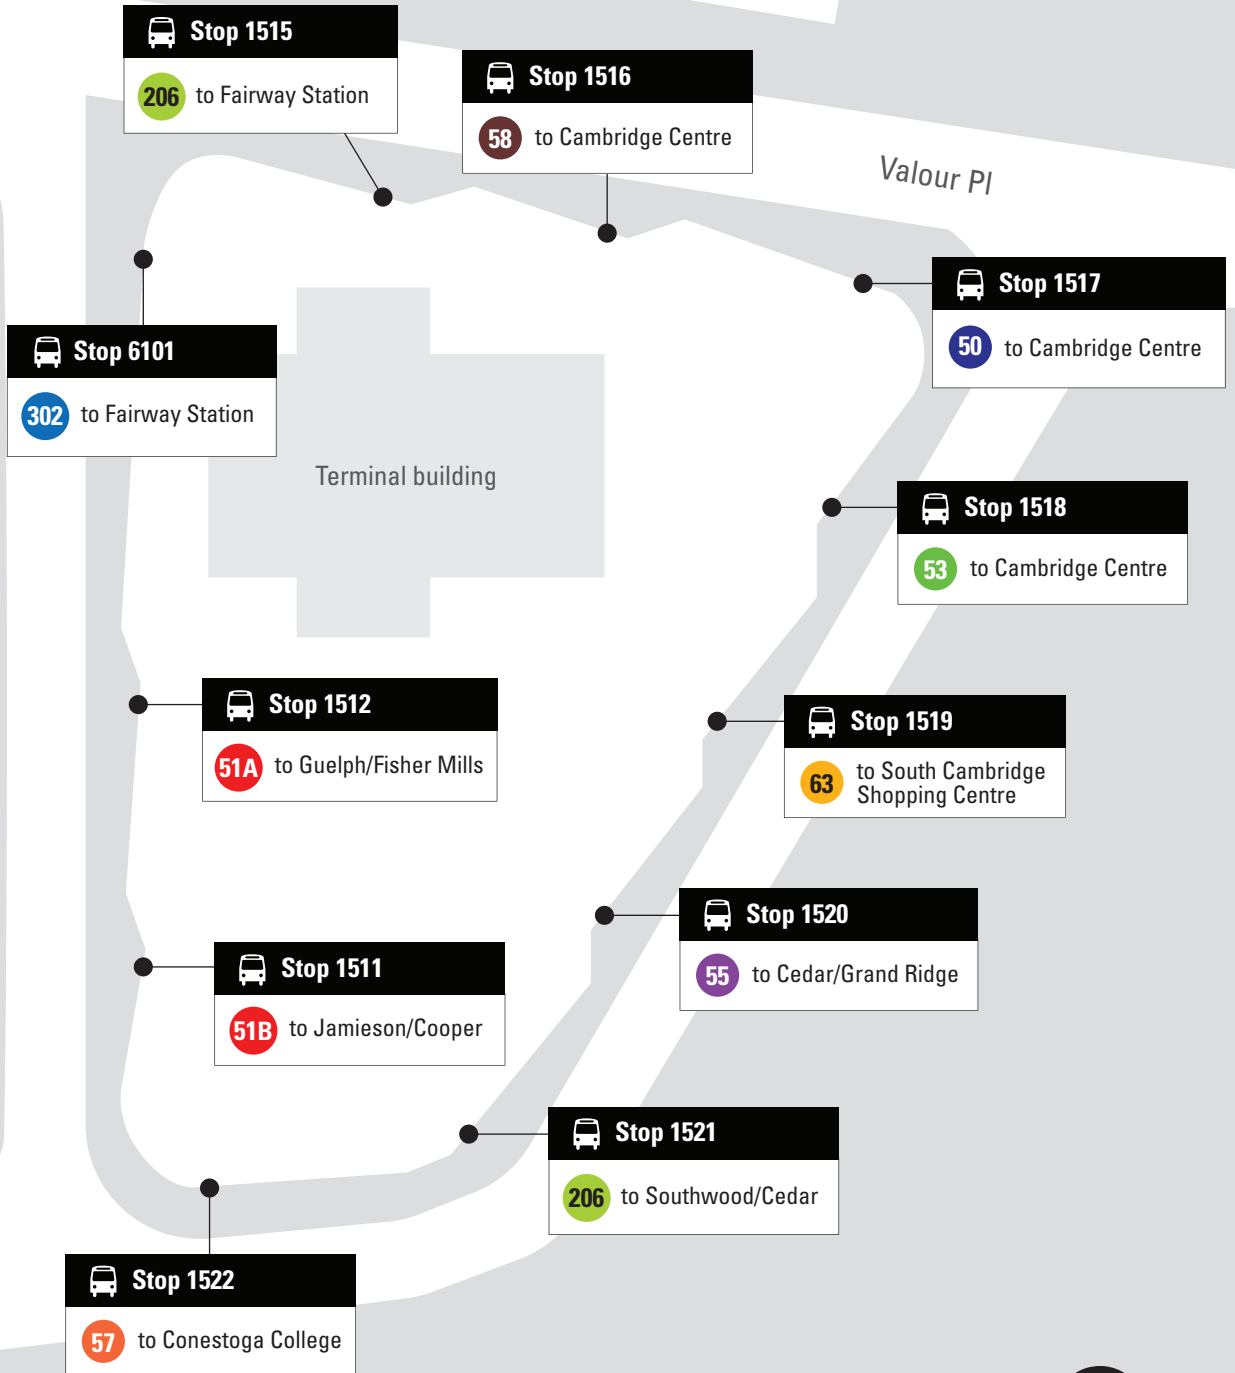 Stop 1515
206 to Fairway Station
Stop 1516
58 to Cambridge Centre
Valour Pl
Stop 1517
50 to Cambridge Centre
Stop 6101
302 to Fairway Station
Terminal building
Stop 1518
53 to Cambridge Centre
Stop 1512
51A to Guelph/Fisher Mills
Stop 1519
63 to South Cambridge
Shopping Centre
Stop 1520
55 to Cedar/Grand Ridge
Stop 1511
51B to Jamieson/Cooper
Stop 1521
206 to Southwood/Cedar
Stop 1522
57 to Conestoga College